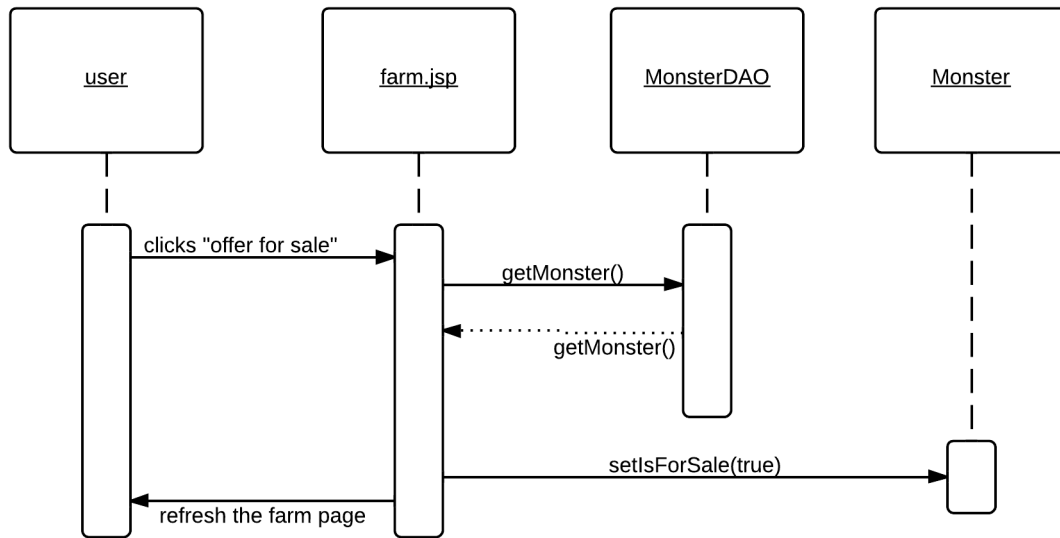 user
farm.jsp
MonsterDAO
Monster
clicks "offer for sale"
getMonster()
getMonster()
setIsForSale(true)
refresh the farm page